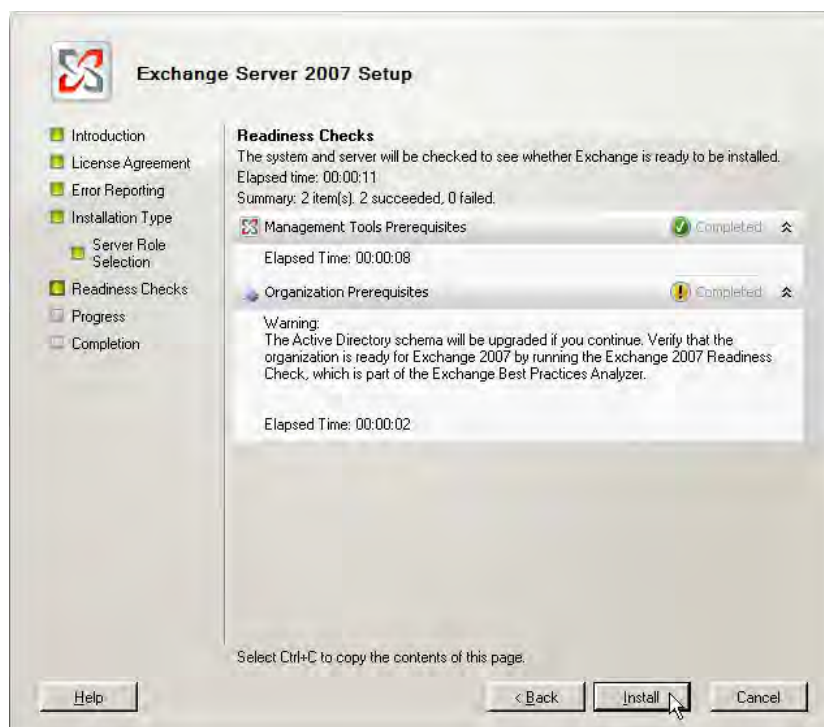 Exchange Server 2007 Setup
Introduction
License Agreement
Error Reporting
Installation Type
Server Role
Selection
Readiness Checks
Progress
Completion
Readiness Checks
The system and server will be checked to see whether Exchange is ready to be installed.
Elapsed time: 00:00:11
Summary: 2 item(s). 2 succeeded, 0 failed.
Management Tools Prerequisites Completed
Elapsed Time: 00:00:08
Organization Prerequisites Completed
Warning:
The Active Directory schema will be upgraded if you continue. Verify that the
organization is ready for Exchange 2007 by running the Exchange 2007 Readiness
Check, which is part of the Exchange Best Practices Analyzer.
Elapsed Time: 00:00:02
Select Ctrl+C to copy the contents of this page.
Help < Back Install Cancel